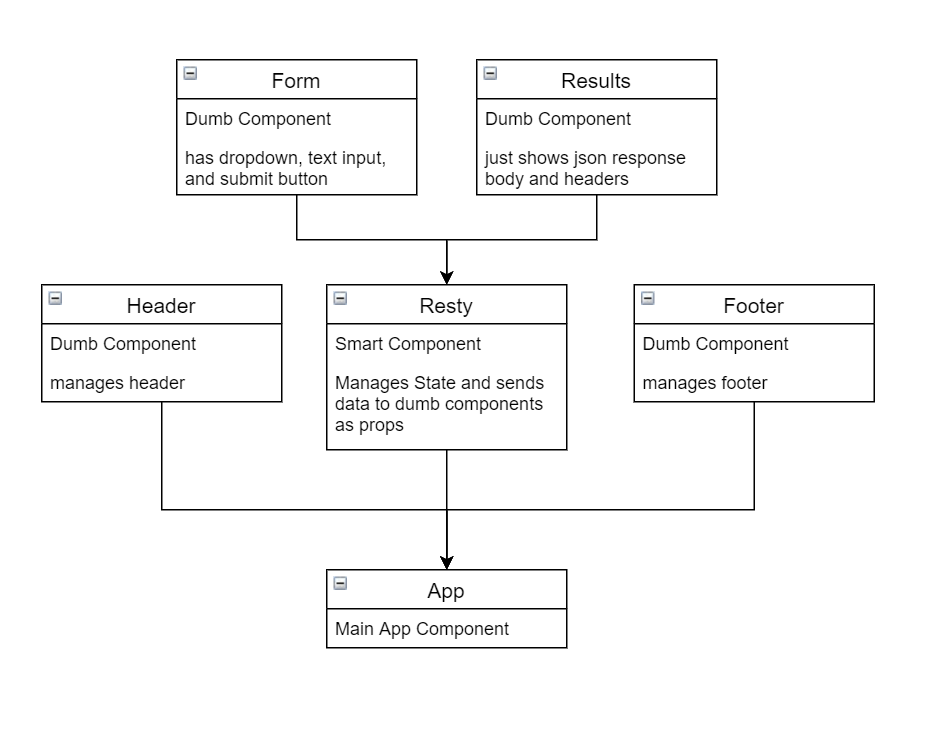 Form
Dumb Component
has dropdown, text input,
and submit button
Results
Dumb Component
just shows json response
body and headers
Header
Dumb Component
manages header
Resty
Smart Component
Manages State and sends
data to dumb components
as props
Footer
Dumb Component
manages footer
App
Main App Component